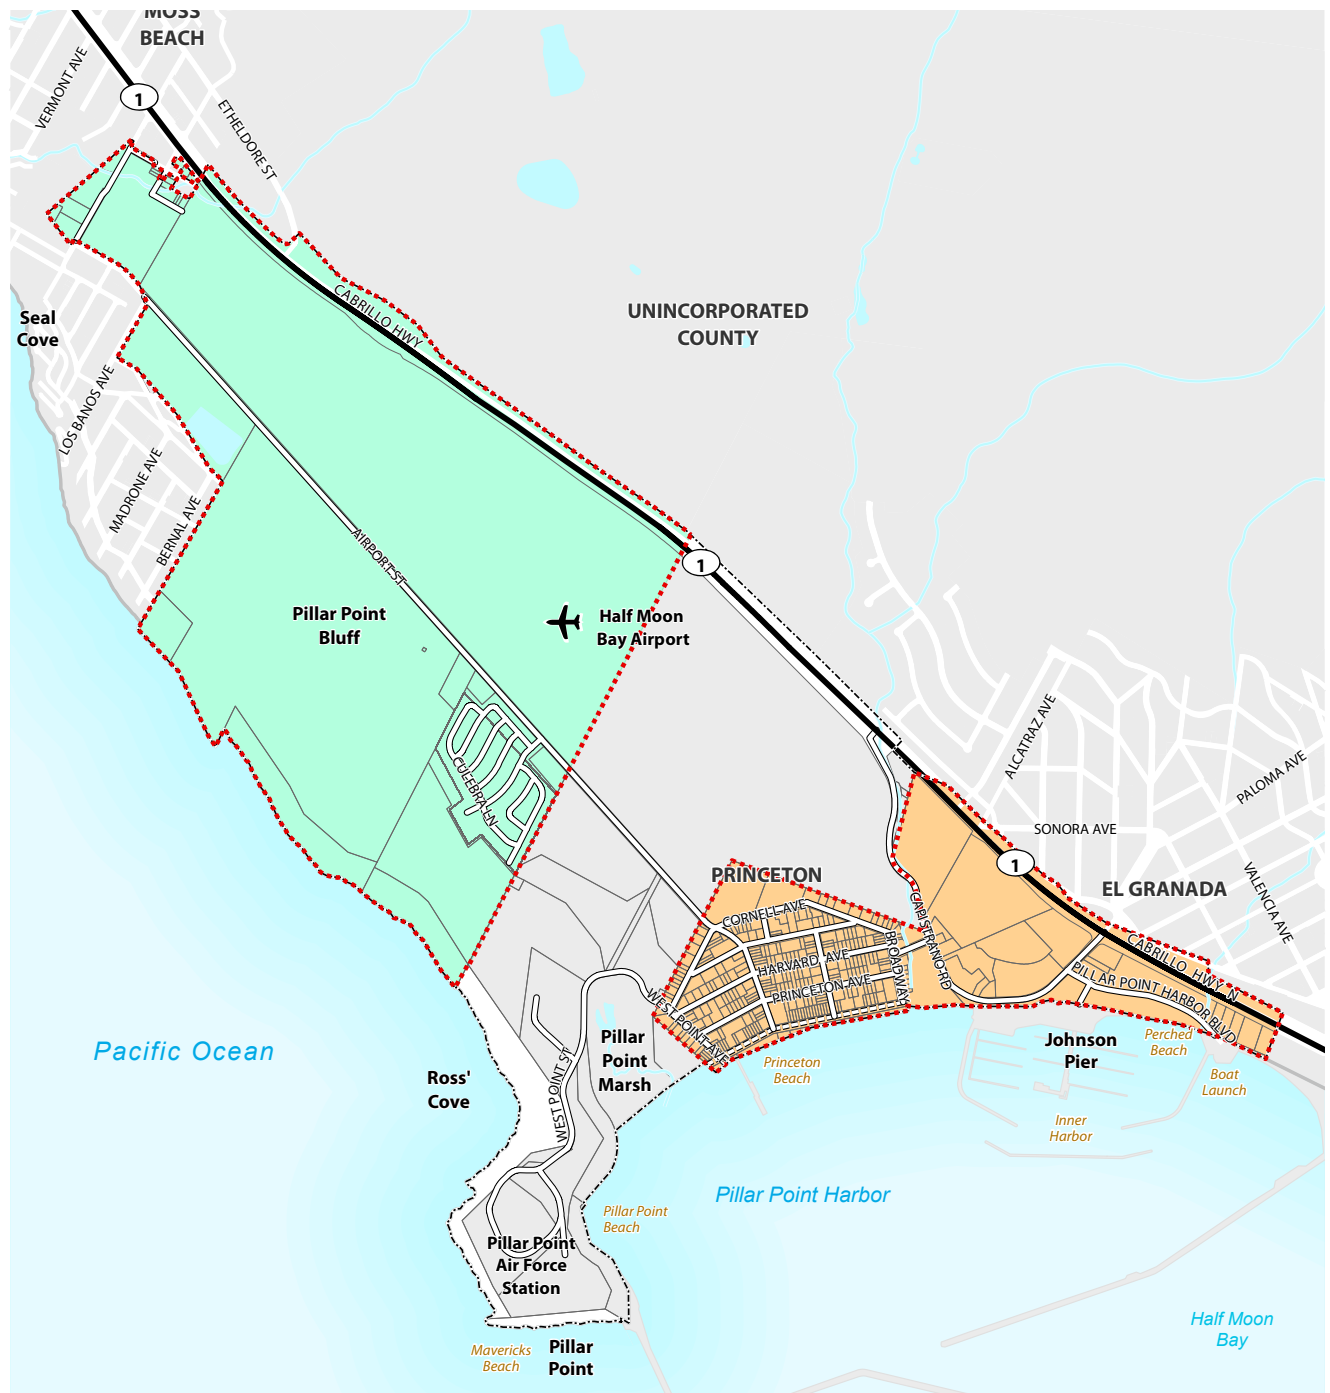 MOSS
BEACH
VERMONT AVE
1
ETHELDORE ST
Seal
Cove
CABRILLO HWY
UNINCORPORATED
COUNTY
LOS BANOS AVE
MADRONE AVE
BERNAL AVE
AIRPORT ST
1
Pillar Point
Bluff
Half Moon
Bay Airport
CULEBRA LN
ALCATRAZ AVE
PALOMA AVE
SONORA AVE
1
PRINCETON
EL GRANADA
VALENCIA AVE
CORNELL AVE
CAPISTRANO RD
BROADWAY
HARVARD AVE
PRINCETON AVE
CABRILLO HWY N
PILLAR POINT HARBOR BLVD
WEST POINT AVE
Pacific Ocean
Ross'
Cove
WEST POINT ST
Pillar
Point
Marsh
Princeton
Beach
Johnson
Pier
Perched
Beach
Boat
Launch
Inner
Harbor
Pillar Point Harbor
Pillar Point
Beach
Pillar Point
Air Force
Station
Half Moon
Bay
Mavericks
Beach
Pillar
Point